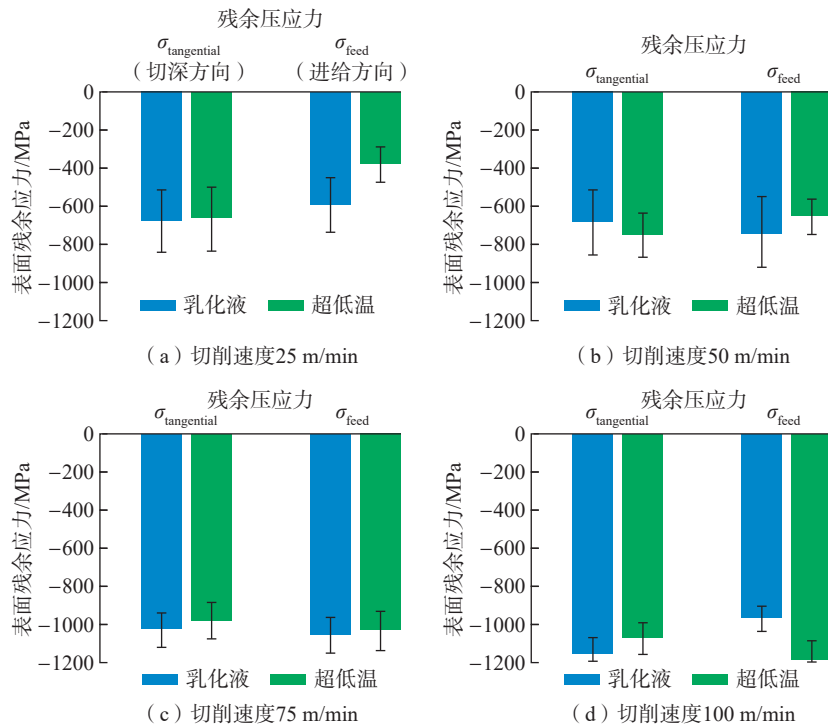 残余压应力
σtangential σfeed
（切深方向） （进给方向）
0
−200
−400
−600
−800
−1000
−1200
表面残余应力/MPa
乳化液 超低温
（a）切削速度25 m/min
残余压应力
σtangential σfeed
0
−200
−400
−600
−800
−1000
−1200
表面残余应力/MPa
乳化液 超低温
（b）切削速度50 m/min
残余压应力
σtangential σfeed
0
−200
−400
−600
−800
−1000
−1200
表面残余应力/MPa
乳化液 超低温
（c）切削速度75 m/min
残余压应力
σtangential σfeed
0
−200
−400
−600
−800
−1000
−1200
表面残余应力/MPa
乳化液 超低温
（d）切削速度100 m/min